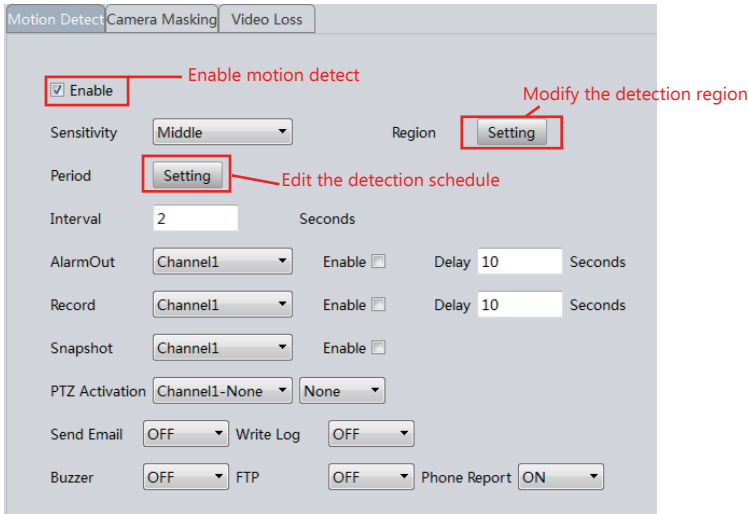 Motion Detect Camera Masking Video Loss
Enable motion detect
Enable
Modify the detection region
Sensitivity Middle Region Setting
Period Setting
Edit the detection schedule
Interval 2 Seconds
AlarmOut Channel1 Enable Delay 10 Seconds
Record Channel1 Enable Delay 10 Seconds
Snapshot Channel1 Enable
PTZ Activation Channel1-None None
Send Email OFF Write Log OFF
Buzzer OFF FTP OFF Phone Report ON